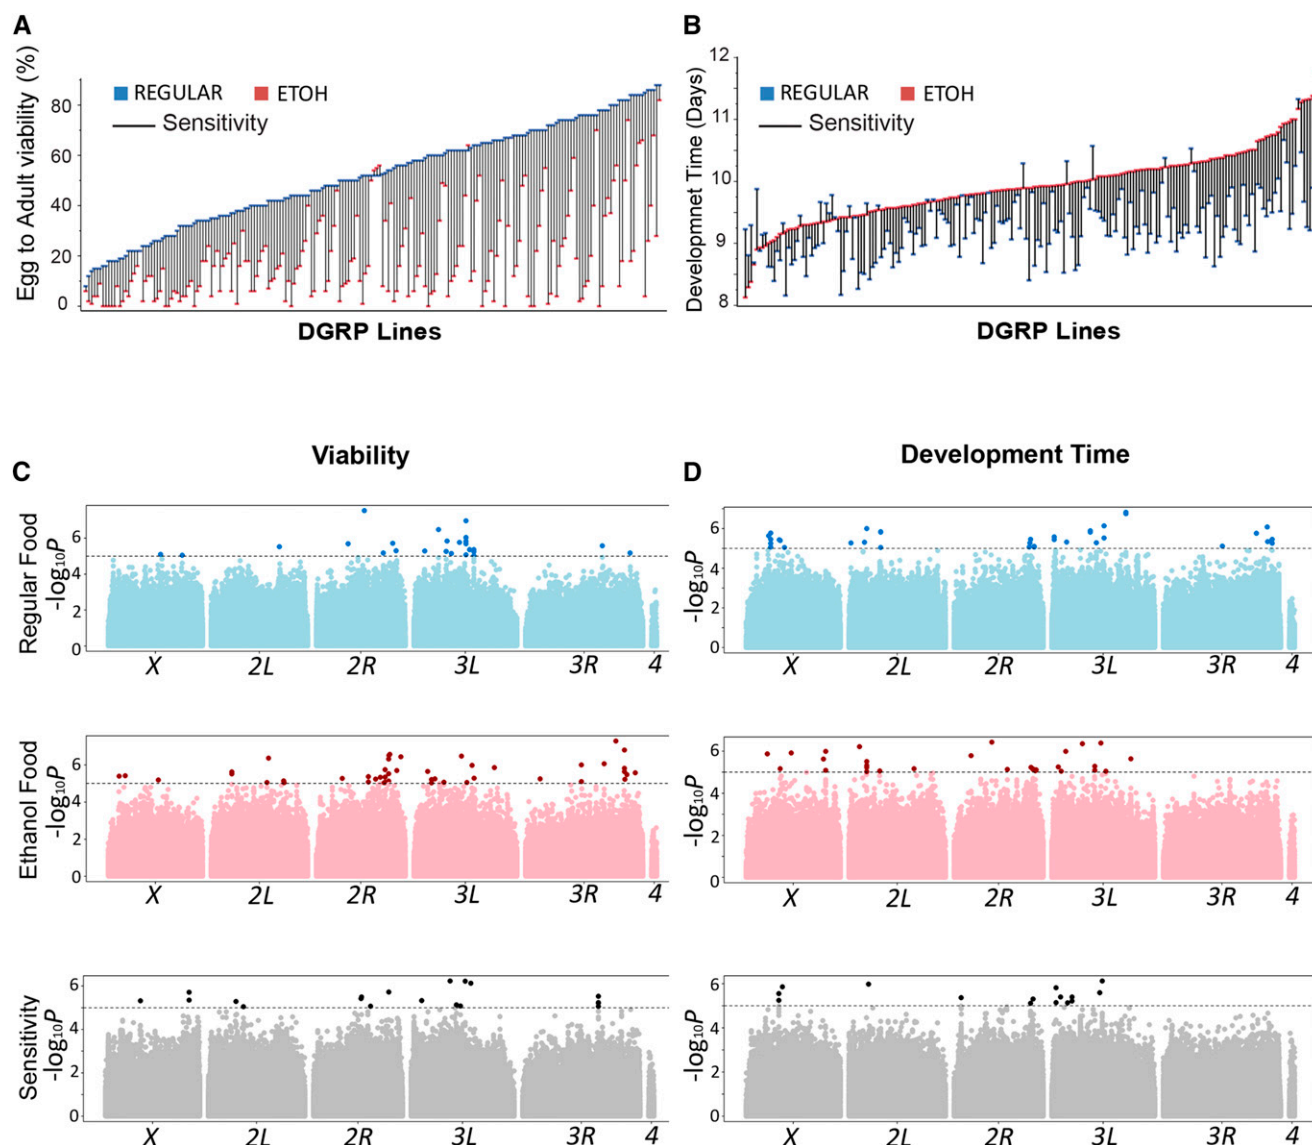 A
Egg to Adult viability (%)
80
60
40
20
0
REGULAR
ETOH
Sensitivity
DGRP Lines
B
Developmnet Time (Days)
12
11
10
9
8
REGULAR
ETOH
Sensitivity
DGRP Lines
C
Viability
Regular Food
-log10P
6
4
2
0
X 2L 2R 3L 3R 4
Ethanol Food
-log10P
6
4
2
0
X 2L 2R 3L 3R 4
Sensitivity
-log10P
6
4
2
0
X 2L 2R 3L 3R 4
D
Development Time
-log10P
6
4
2
0
X 2L 2R 3L 3R 4
-log10P
6
4
2
0
X 2L 2R 3L 3R 4
-log10P
6
4
2
0
X 2L 2R 3L 3R 4